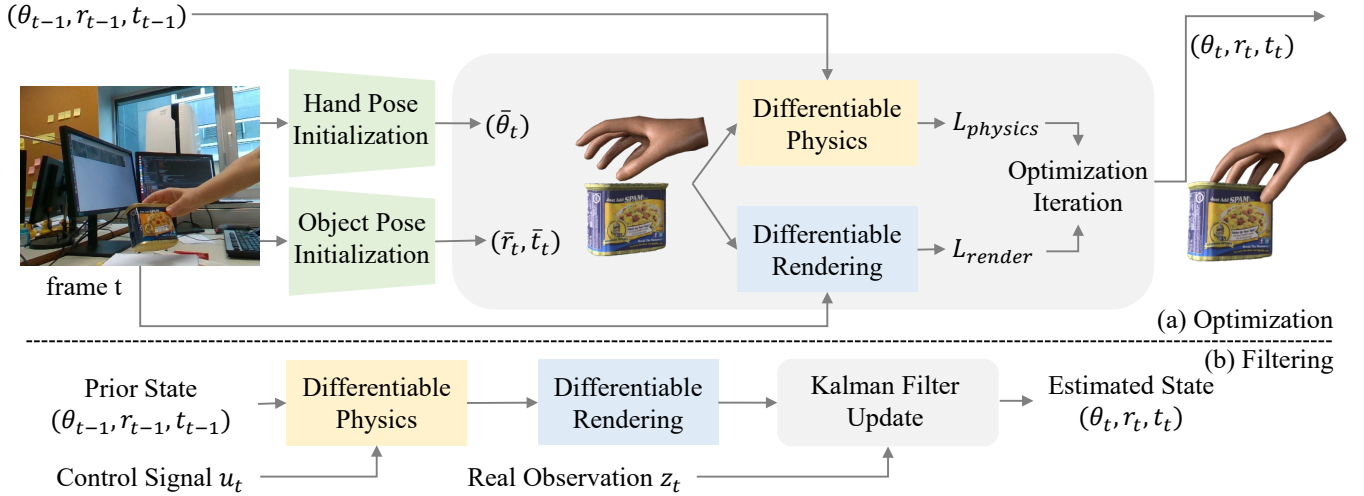 (θ_{t−1}, r_{t−1}, t_{t−1})
(θ_t, r_t, t_t)
Hand Pose
Initialization
(θ̄_t)
Differentiable
Physics
L_{physics}
Optimization
Iteration
Object Pose
Initialization
(r̄_t, t̄_t)
SPAM
Differentiable
Rendering
L_{render}
SPAM
frame t
(a) Optimization
(b) Filtering
Prior State
(θ_{t−1}, r_{t−1}, t_{t−1})
Differentiable
Physics
Differentiable
Rendering
Kalman Filter
Update
Estimated State
(θ_t, r_t, t_t)
Control Signal u_t
Real Observation z_t